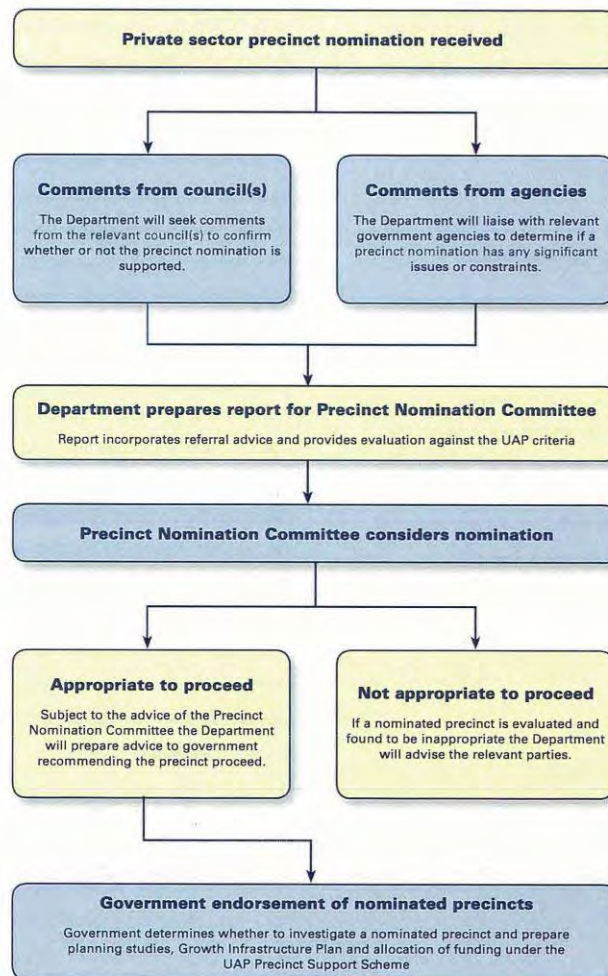 Private sector precinct nomination received
Comments from council(s)
The Department will seek comments
from the relevant council(s) to confirm
whether or not the precinct nomination is
supported.
Comments from agencies
The Department will liaise with relevant
government agencies to determine if a
precinct nomination has any significant
issues or constraints.
Department prepares report for Precinct Nomination Committee
Report incorporates referral advice and provides evaluation against the UAP criteria
Precinct Nomination Committee considers nomination
Appropriate to proceed
Subject to the advice of the Precinct
Nomination Committee the Department
will prepare advice to government
recommending the precinct proceed.
Not appropriate to proceed
If a nominated precinct is evaluated and
found to be inappropriate the Department
will advise the relevant parties.
Government endorsement of nominated precincts
Government determines whether to investigate a nominated precinct and prepare
planning studies, Growth Infrastructure Plan and allocation of funding under the
UAP Precinct Support Scheme